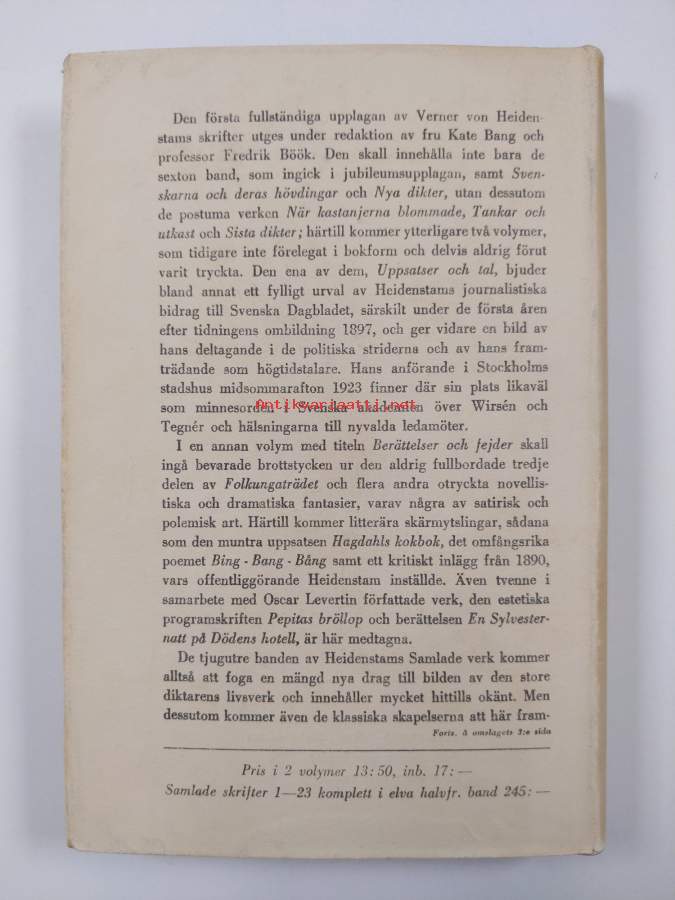 Den första fullständiga upplagan av Verner von Heiden-
stams skrifter utges under redaktion av fru Kate Bang och
professor Fredrik Böök. Den skall innehålla inte bara de
sexton band, som ingick i jubileumsupplagan, samt Sven-
skarna och deras hövdingar och Nya dikter, utan dessutom
de postuma verken När kastanjerna blommade, Tankar och
utkast och Sista dikter; härtill kommer ytterligare två volymer,
som tidigare inte förelegat i bokform och delvis aldrig förut
varit tryckta. Den ena av dem, Uppsatser och tal, bjuder
bland annat ett fylligt urval av Heidenstams journalistiska
bidrag till Svenska Dagbladet, särskilt under de första åren
efter tidningens ombildning 1897, och ger vidare en bild av
hans deltagande i de politiska striderna och av hans fram-
trädande som högtidstalare. Hans anförande i Stockholms
stadshus midsommarafton 1923 finner där sin plats likaväl
Antikvariaatti.net
som minnesorden i Svenska akademien över Wirsén och
Tegnér och hälsningarna till nyvalda ledamöter.
I en annan volym med titeln Berättelser och fejder skall
ingå bevarade brottstycken ur den aldrig fullbordade tredje
delen av Folkungaträdet och flera andra otryckta novellis-
tiska och dramatiska fantasier, varav några av satirisk och
polemisk art. Härtill kommer litterära skärmytslingar, sådana
som den muntra uppsatsen Hagdahls kokbok, det omfångsrika
poemet Bing - Bang - Bång samt ett kritiskt inlägg från 1890,
vars offentliggörande Heidenstam inställde. Även tvenne i
samarbete med Oscar Levertin författade verk, den estetiska
programskriften Pepitas bröllop och berättelsen En Sylvester-
natt på Dödens hotell, är här medtagna.
De tjugutre banden av Heidenstams Samlade verk kommer
alltså att foga en mängd nya drag till bilden av den store
diktarens livsverk och innehåller mycket hittills okänt. Men
dessutom kommer även de klassiska skapelserna att här fram-
Forts. å omslagets 3:e sida
Pris i 2 volymer 13:50, inb. 17: —
Samlade skrifter 1—23 komplett i elva halvfr. band 245: —